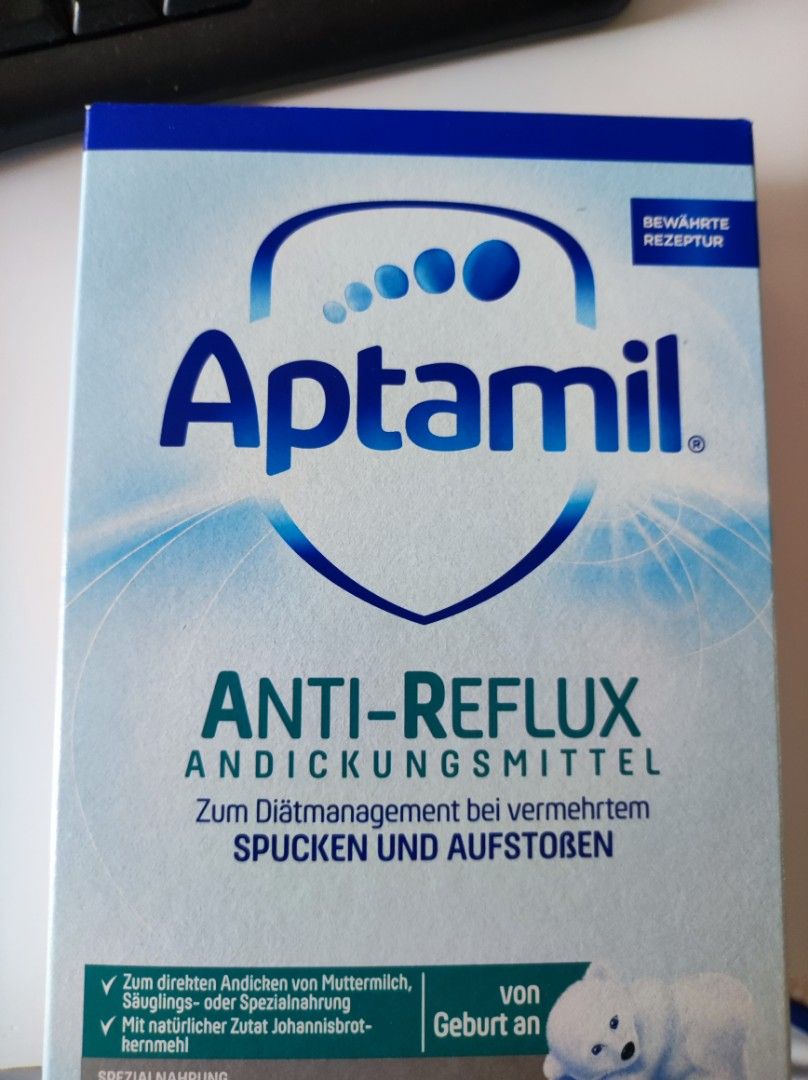 BEWÄHRTE
REZEPTUR
Aptamil®
ANTI-REFLUX
ANDICKUNGSMITTEL
Zum Diätmanagement bei vermehrtem
SPUCKEN UND AUFSTOßEN
✓ Zum direkten Andicken von Muttermilch,
Säuglings- oder Spezialnahrung
✓ Mit natürlicher Zutat Johannisbrot-
kernmehl
von
Geburt an
SPEZIALNAHRUNG